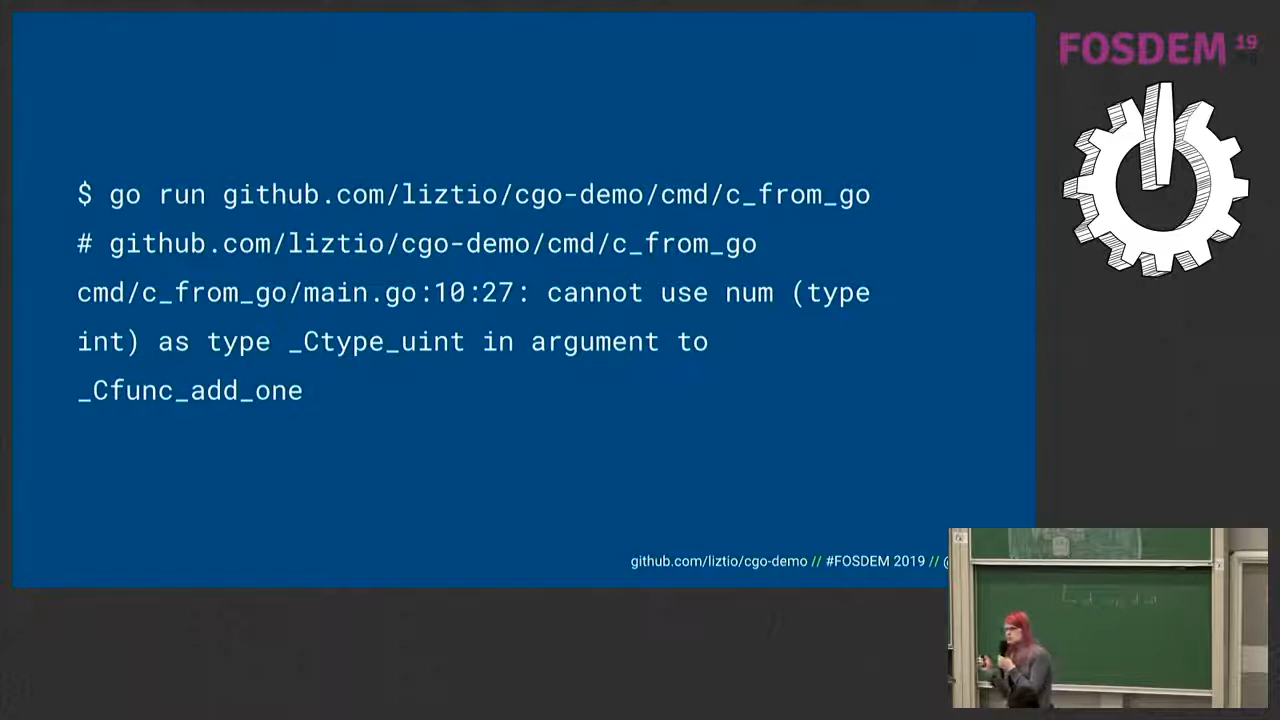 FOSDEM 19
$ go run github.com/liztio/cgo-demo/cmd/c_from_go
# github.com/liztio/cgo-demo/cmd/c_from_go
cmd/c_from_go/main.go:10:27: cannot use num (type
int) as type _Ctype_uint in argument to
_Cfunc_add_one
github.com/liztio/cgo-demo // #FOSDEM 2019 // @